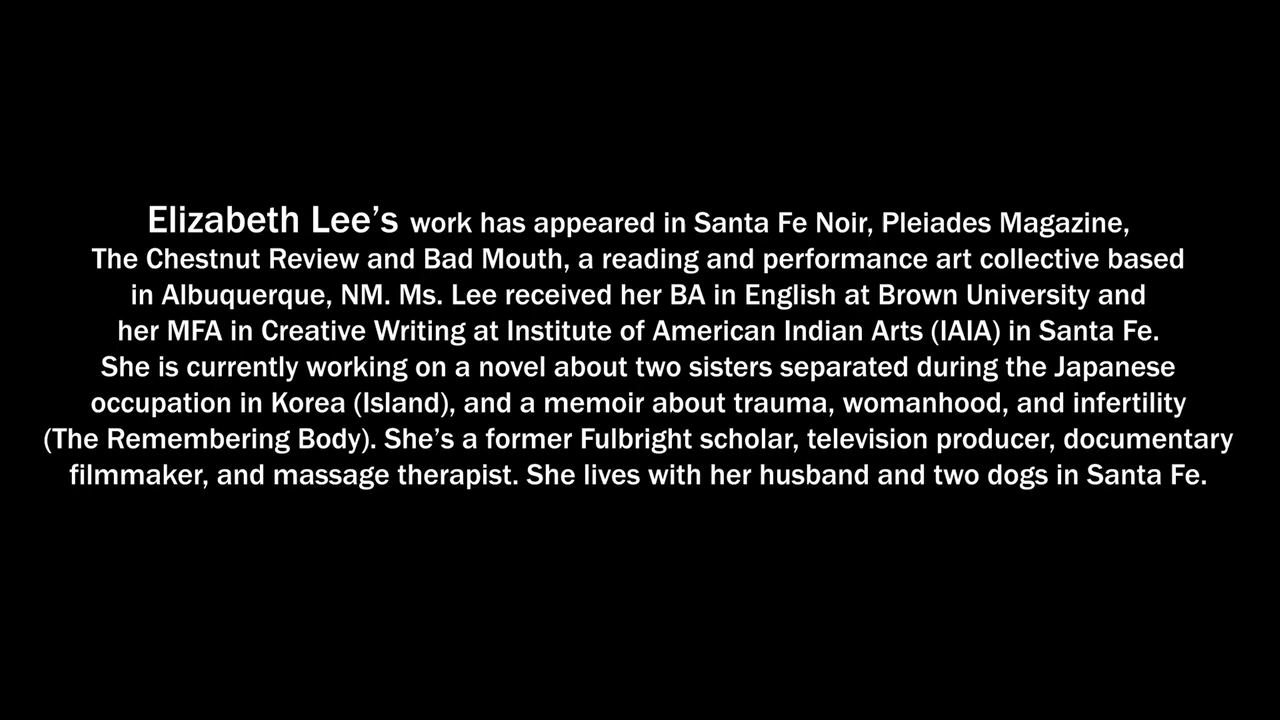 Elizabeth Lee’s work has appeared in Santa Fe Noir, Pleiades Magazine,
The Chestnut Review and Bad Mouth, a reading and performance art collective based
in Albuquerque, NM. Ms. Lee received her BA in English at Brown University and
her MFA in Creative Writing at Institute of American Indian Arts (IAIA) in Santa Fe.
She is currently working on a novel about two sisters separated during the Japanese
occupation in Korea (Island), and a memoir about trauma, womanhood, and infertility
(The Remembering Body). She’s a former Fulbright scholar, television producer, documentary
filmmaker, and massage therapist. She lives with her husband and two dogs in Santa Fe.